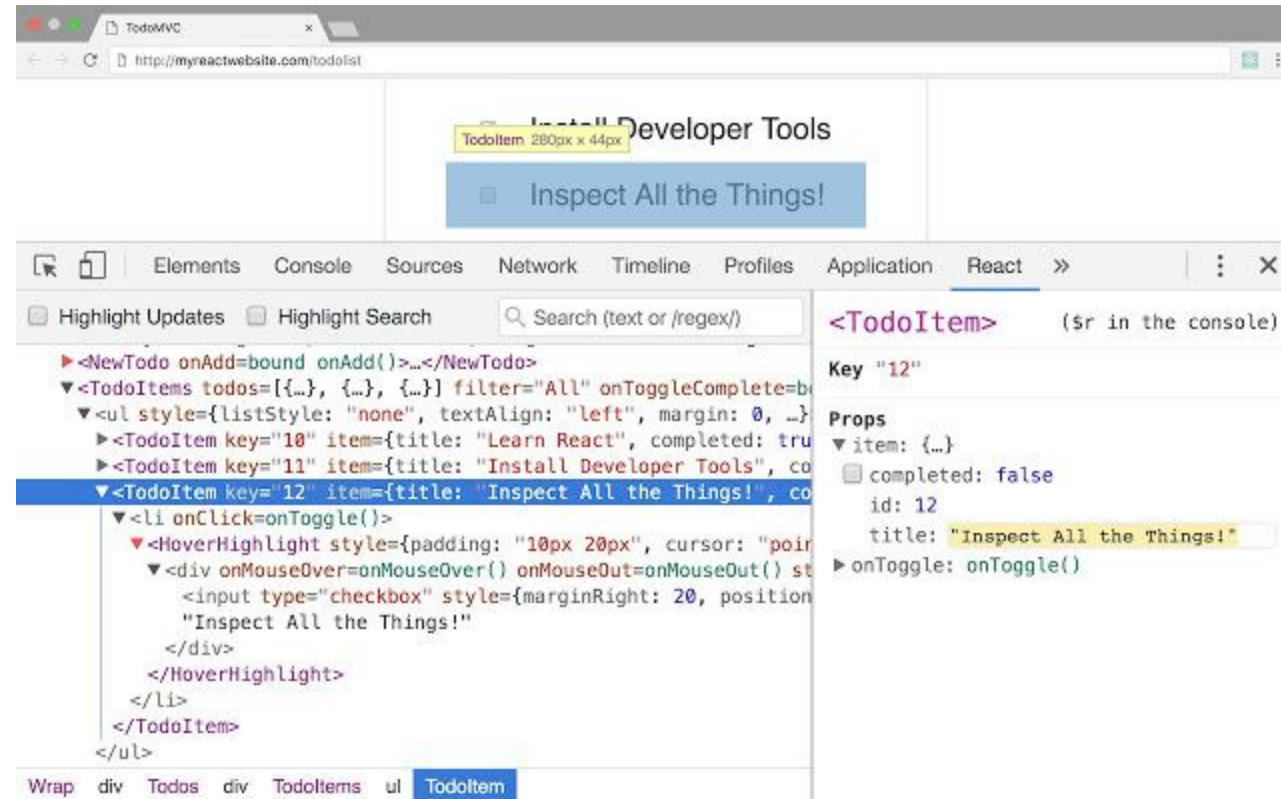 TodoMVC ×
http://myreactwebsite.com/todolist
Install Developer Tools
TodoItem 280px x 44px
Inspect All the Things!
Elements Console Sources Network Timeline Profiles Application React »
Highlight Updates Highlight Search Search (text or /regex/)
<NewTodo onAdd=bound onAdd()>…</NewTodo>
<TodoItems todos=[{…}, {…}, {…}] filter="All" onToggleComplete=b
<ul style={listStyle: "none", textAlign: "left", margin: 0, …}
<TodoItem key="10" item={title: "Learn React", completed: tru
<TodoItem key="11" item={title: "Install Developer Tools", co
<TodoItem key="12" item={title: "Inspect All the Things!", co
<li onClick=onToggle()>
<HoverHighlight style={padding: "10px 20px", cursor: "poin
<div onMouseOver=onMouseOver() onMouseOut=onMouseOut() st
<input type="checkbox" style={marginRight: 20, position
"Inspect All the Things!"
</div>
</HoverHighlight>
</li>
</TodoItem>
</ul>
Wrap div Todos div TodoItems ul TodoItem
<TodoItem> ($r in the console)
Key "12"
Props
item: {…}
completed: false
id: 12
title: "Inspect All the Things!"
onToggle: onToggle()